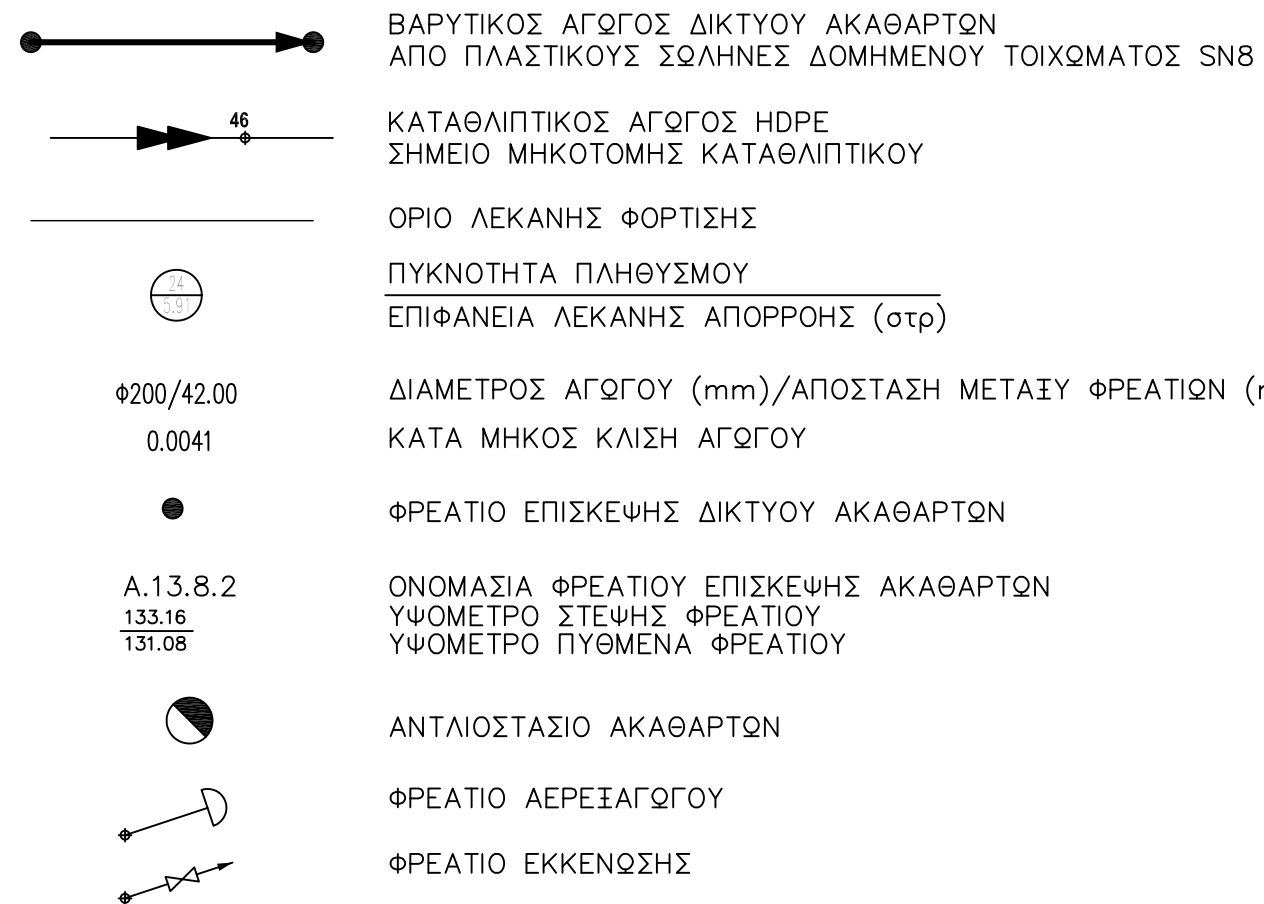 ΒΑΡΥΤΙΚΟΣ ΑΓΩΓΟΣ ΔΙΚΤΥΟΥ ΑΚΑΘΑΡΤΩΝ
ΑΠΟ ΠΛΑΣΤΙΚΟΥΣ ΣΩΛΗΝΕΣ ΔΟΜΗΜΕΝΟΥ ΤΟΙΧΩΜΑΤΟΣ SN8
46
ΚΑΤΑΘΛΙΠΤΙΚΟΣ ΑΓΩΓΟΣ HDPE
ΣΗΜΕΙΟ ΜΗΚΟΤΟΜΗΣ ΚΑΤΑΘΛΙΠΤΙΚΟΥ
ΟΡΙΟ ΛΕΚΑΝΗΣ ΦΟΡΤΙΣΗΣ
24
5.91
ΠΥΚΝΟΤΗΤΑ ΠΛΗΘΥΣΜΟΥ
ΕΠΙΦΑΝΕΙΑ ΛΕΚΑΝΗΣ ΑΠΟΡΡΟΗΣ (στρ)
Φ200/42.00 ΔΙΑΜΕΤΡΟΣ ΑΓΩΓΟΥ (mm)/ΑΠΟΣΤΑΣΗ ΜΕΤΑΞΥ ΦΡΕΑΤΙΩΝ (
0.0041 ΚΑΤΑ ΜΗΚΟΣ ΚΛΙΣΗ ΑΓΩΓΟΥ
ΦΡΕΑΤΙΟ ΕΠΙΣΚΕΨΗΣ ΔΙΚΤΥΟΥ ΑΚΑΘΑΡΤΩΝ
Α.13.8.2 ΟΝΟΜΑΣΙΑ ΦΡΕΑΤΙΟΥ ΕΠΙΣΚΕΨΗΣ ΑΚΑΘΑΡΤΩΝ
133.16 ΥΨΟΜΕΤΡΟ ΣΤΕΨΗΣ ΦΡΕΑΤΙΟΥ
131.08 ΥΨΟΜΕΤΡΟ ΠΥΘΜΕΝΑ ΦΡΕΑΤΙΟΥ
ΑΝΤΛΙΟΣΤΑΣΙΟ ΑΚΑΘΑΡΤΩΝ
ΦΡΕΑΤΙΟ ΑΕΡΕΞΑΓΩΓΟΥ
ΦΡΕΑΤΙΟ ΕΚΚΕΝΩΣΗΣ